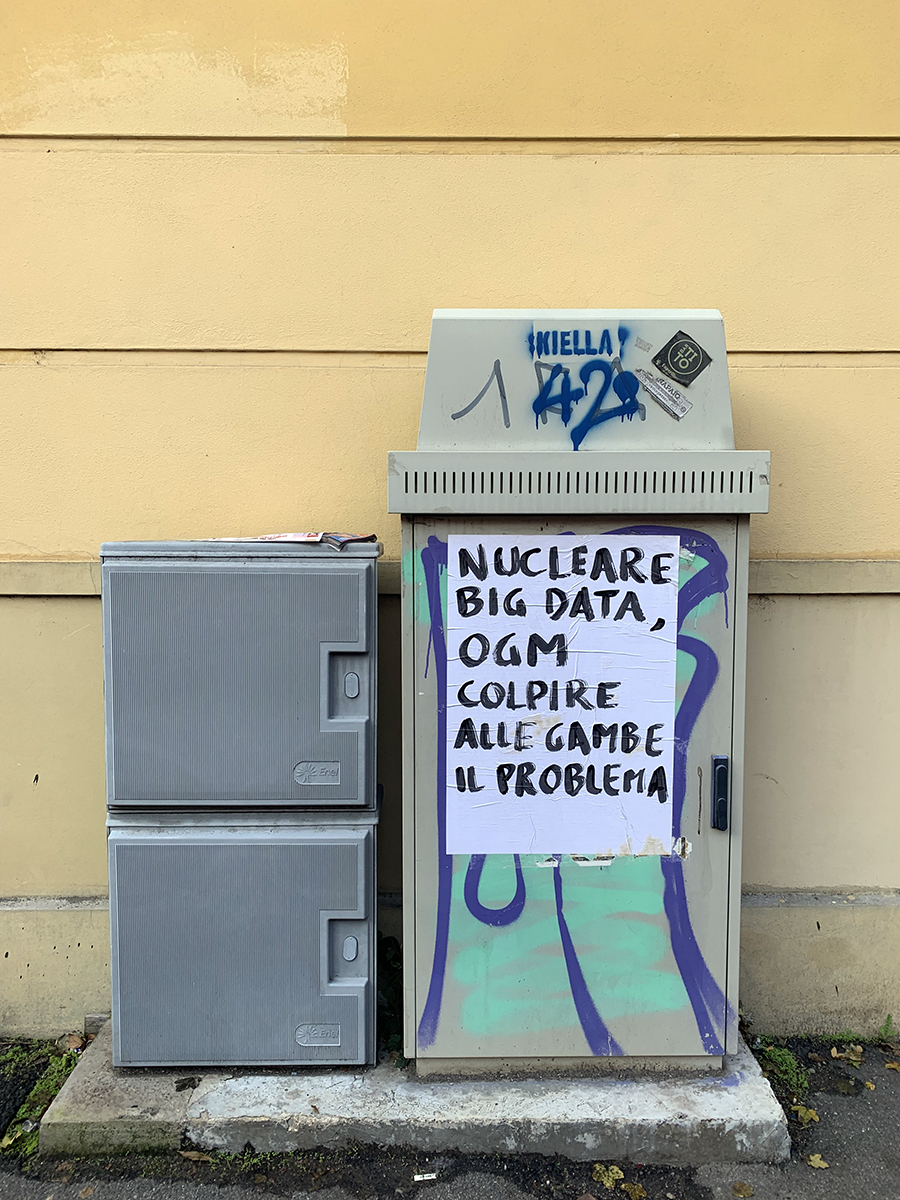 KIELLA
42
NUCLEARE
BIG DATA,
OGM
COLPIRE
ALLE GAMBE
IL PROBLEMA
Enel
Enel